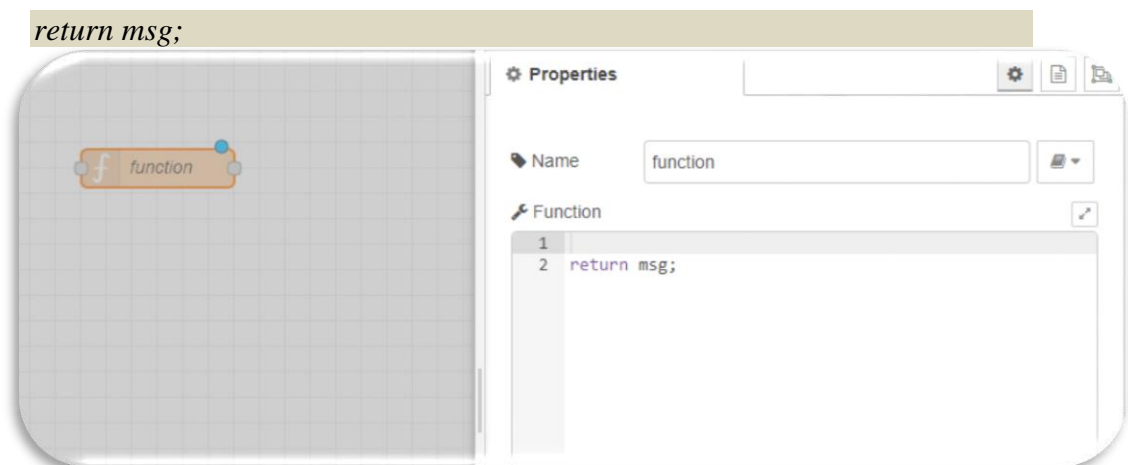 return msg;
Properties
function
Name function
Function
1
2 return msg;